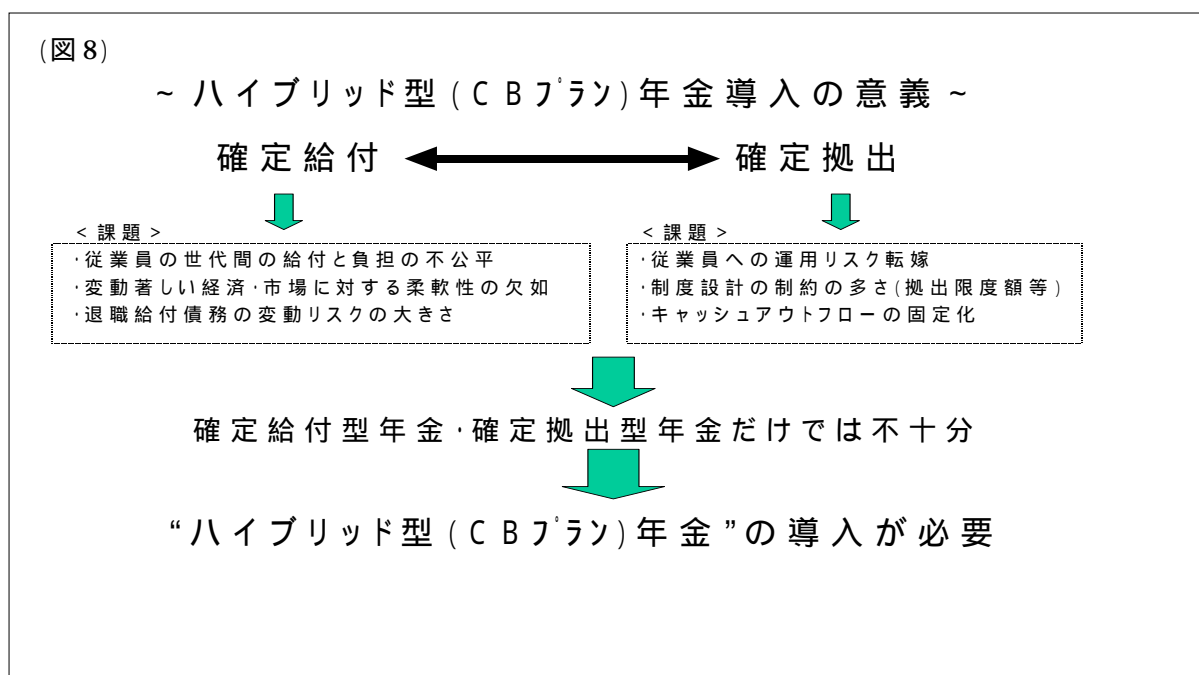 (図8)
~ハイブリッド型(CBプラン)年金導入の意義~
確定給付 確定拠出
<課題>
・従業員の世代間の給付と負担の不公平
・変動著しい経済・市場に対する柔軟性の欠如
・退職給付債務の変動リスクの大きさ
<課題>
・従業員への運用リスク転嫁
・制度設計の制約の多さ(拠出限度額等)
・キャッシュアウトフローの固定化
確定給付型年金・確定拠出型年金だけでは不十分
“ハイブリッド型(CBプラン)年金”の導入が必要